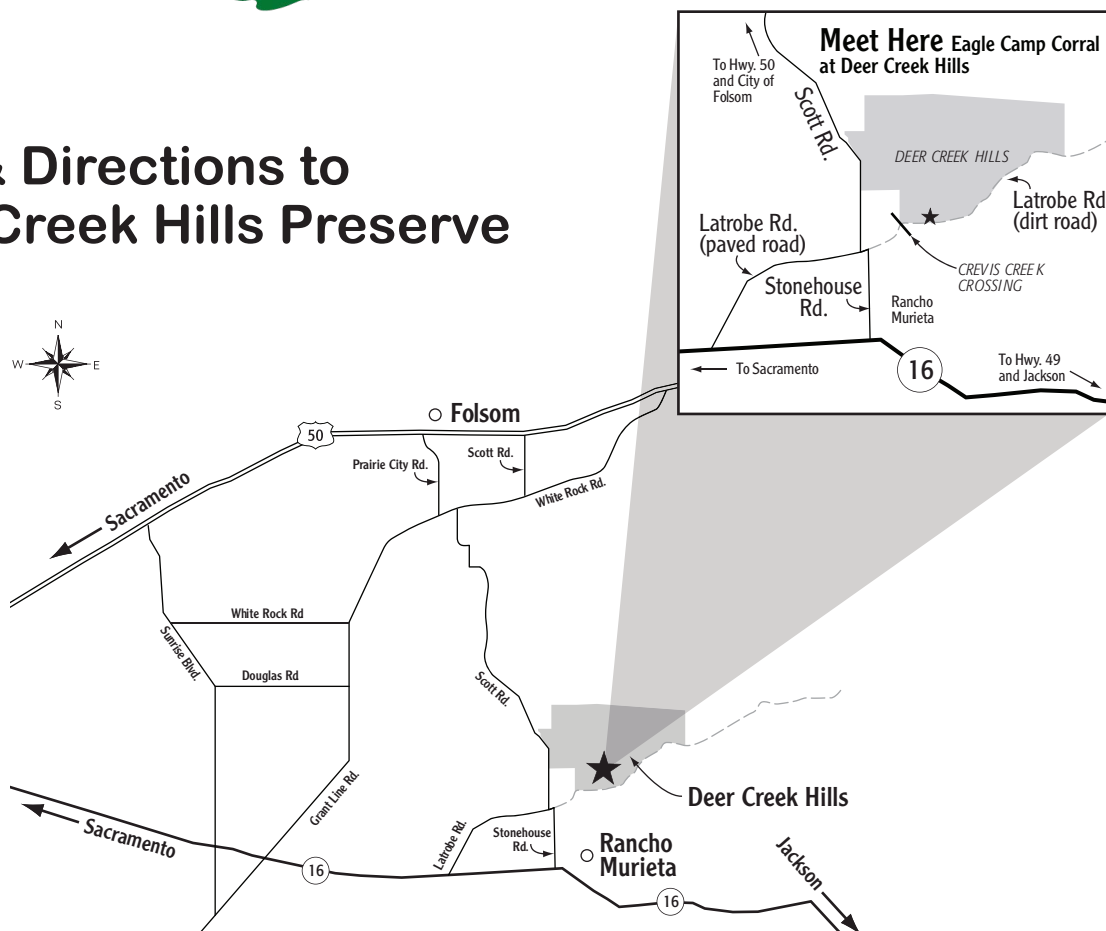 & Directions to
Creek Hills Preserve
Meet Here Eagle Camp Corral
at Deer Creek Hills
To Hwy. 50
and City of
Folsom
Scott Rd.
DEER CREEK HILLS
Latrobe Rd
(dirt road)
Latrobe Rd.
(paved road)
CREVIS CREEK
CROSSING
Stonehouse
Rd.
Rancho
Murieta
To Sacramento
16
To Hwy. 49
and Jackson
N
W
E
S
Folsom
50
Prairie City Rd.
Scott Rd.
White Rock Rd.
Sacramento
White Rock Rd
Sunrise Blvd.
Douglas Rd
Scott Rd.
Grant Line Rd.
Deer Creek Hills
Sacramento
Latrobe Rd.
Stonehouse
Rd.
Rancho
Murieta
16
16
Jackson